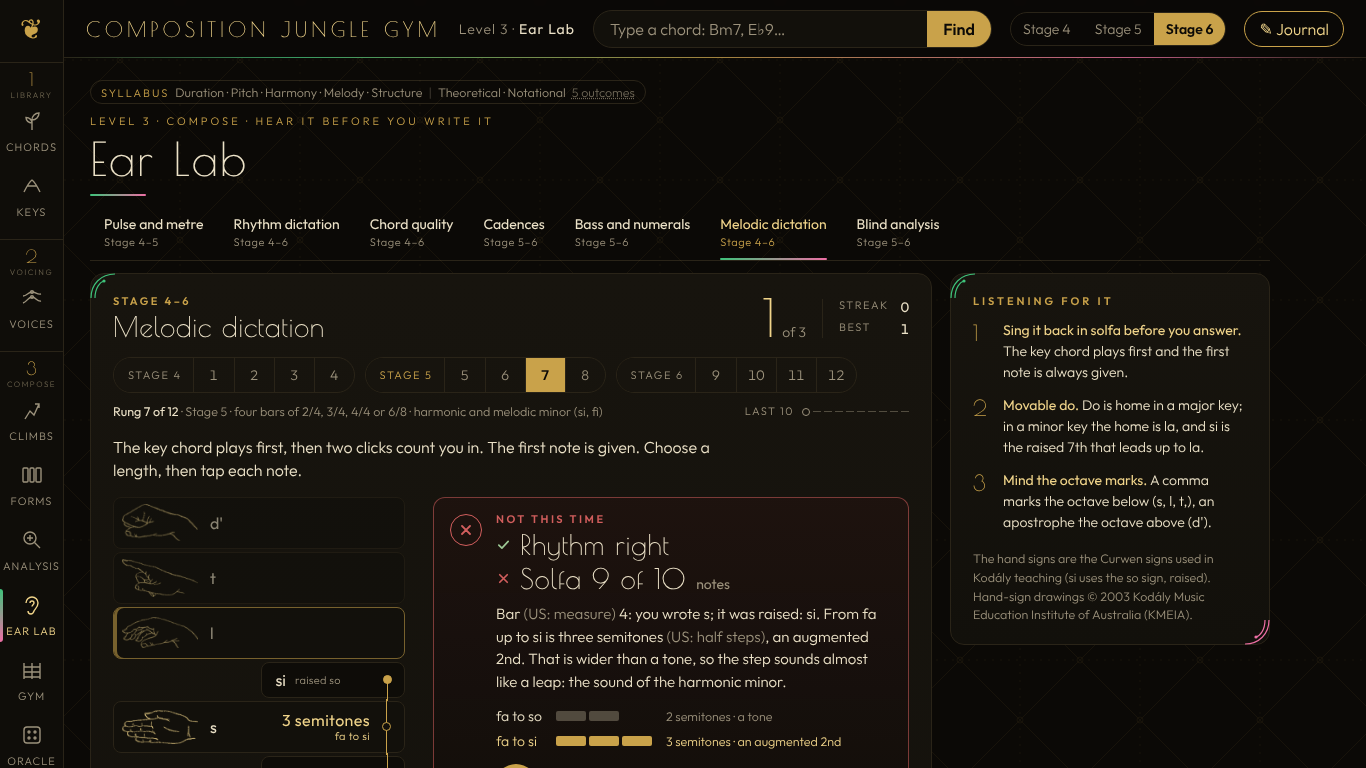 COMPOSITION JUNGLE GYM
Level 3 · Ear Lab
Type a chord: Bm7, E♭9...
Find
Stage 4
Stage 5
Stage 6
✎ Journal
1
LIBRARY
CHORDS
KEYS
2
VOICING
VOICES
3
COMPOSE
CLIMBS
FORMS
ANALYSIS
EAR LAB
GYM
ORACLE
SYLLABUS Duration · Pitch · Harmony · Melody · Structure | Theoretical · Notational 5 outcomes
LEVEL 3 · COMPOSE · HEAR IT BEFORE YOU WRITE IT
Ear Lab
Pulse and metre
Stage 4–5
Rhythm dictation
Stage 4–6
Chord quality
Stage 4–6
Cadences
Stage 5–6
Bass and numerals
Stage 5–6
Melodic dictation
Stage 4–6
Blind analysis
Stage 5–6
STAGE 4–6
Melodic dictation
1 of 3
STREAK 0
BEST 1
STAGE 4 1 2 3 4
STAGE 5 5 6 7 8
STAGE 6 9 10 11 12
Rung 7 of 12 · Stage 5 · four bars of 2/4, 3/4, 4/4 or 6/8 · harmonic and melodic minor (si, fi)
LAST 10
The key chord plays first, then two clicks count you in. The first note is given. Choose a
length, then tap each note.
d'
t
l
si raised so
s
3 semitones
fa to si
NOT THIS TIME
Rhythm right
Solfa 9 of 10 notes
Bar (US: measure) 4: you wrote s; it was raised: si. From fa
up to si is three semitones (US: half steps), an augmented
2nd. That is wider than a tone, so the step sounds almost
like a leap: the sound of the harmonic minor.
fa to so 2 semitones · a tone
fa to si 3 semitones · an augmented 2nd
LISTENING FOR IT
1 Sing it back in solfa before you answer.
The key chord plays first and the first
note is always given.
2 Movable do. Do is home in a major key;
in a minor key the home is la, and si is
the raised 7th that leads up to la.
3 Mind the octave marks. A comma
marks the octave below (s, l, t,), an
apostrophe the octave above (d').
The hand signs are the Curwen signs used in
Kodály teaching (si uses the so sign, raised).
Hand-sign drawings © 2003 Kodály Music
Education Institute of Australia (KMEIA).